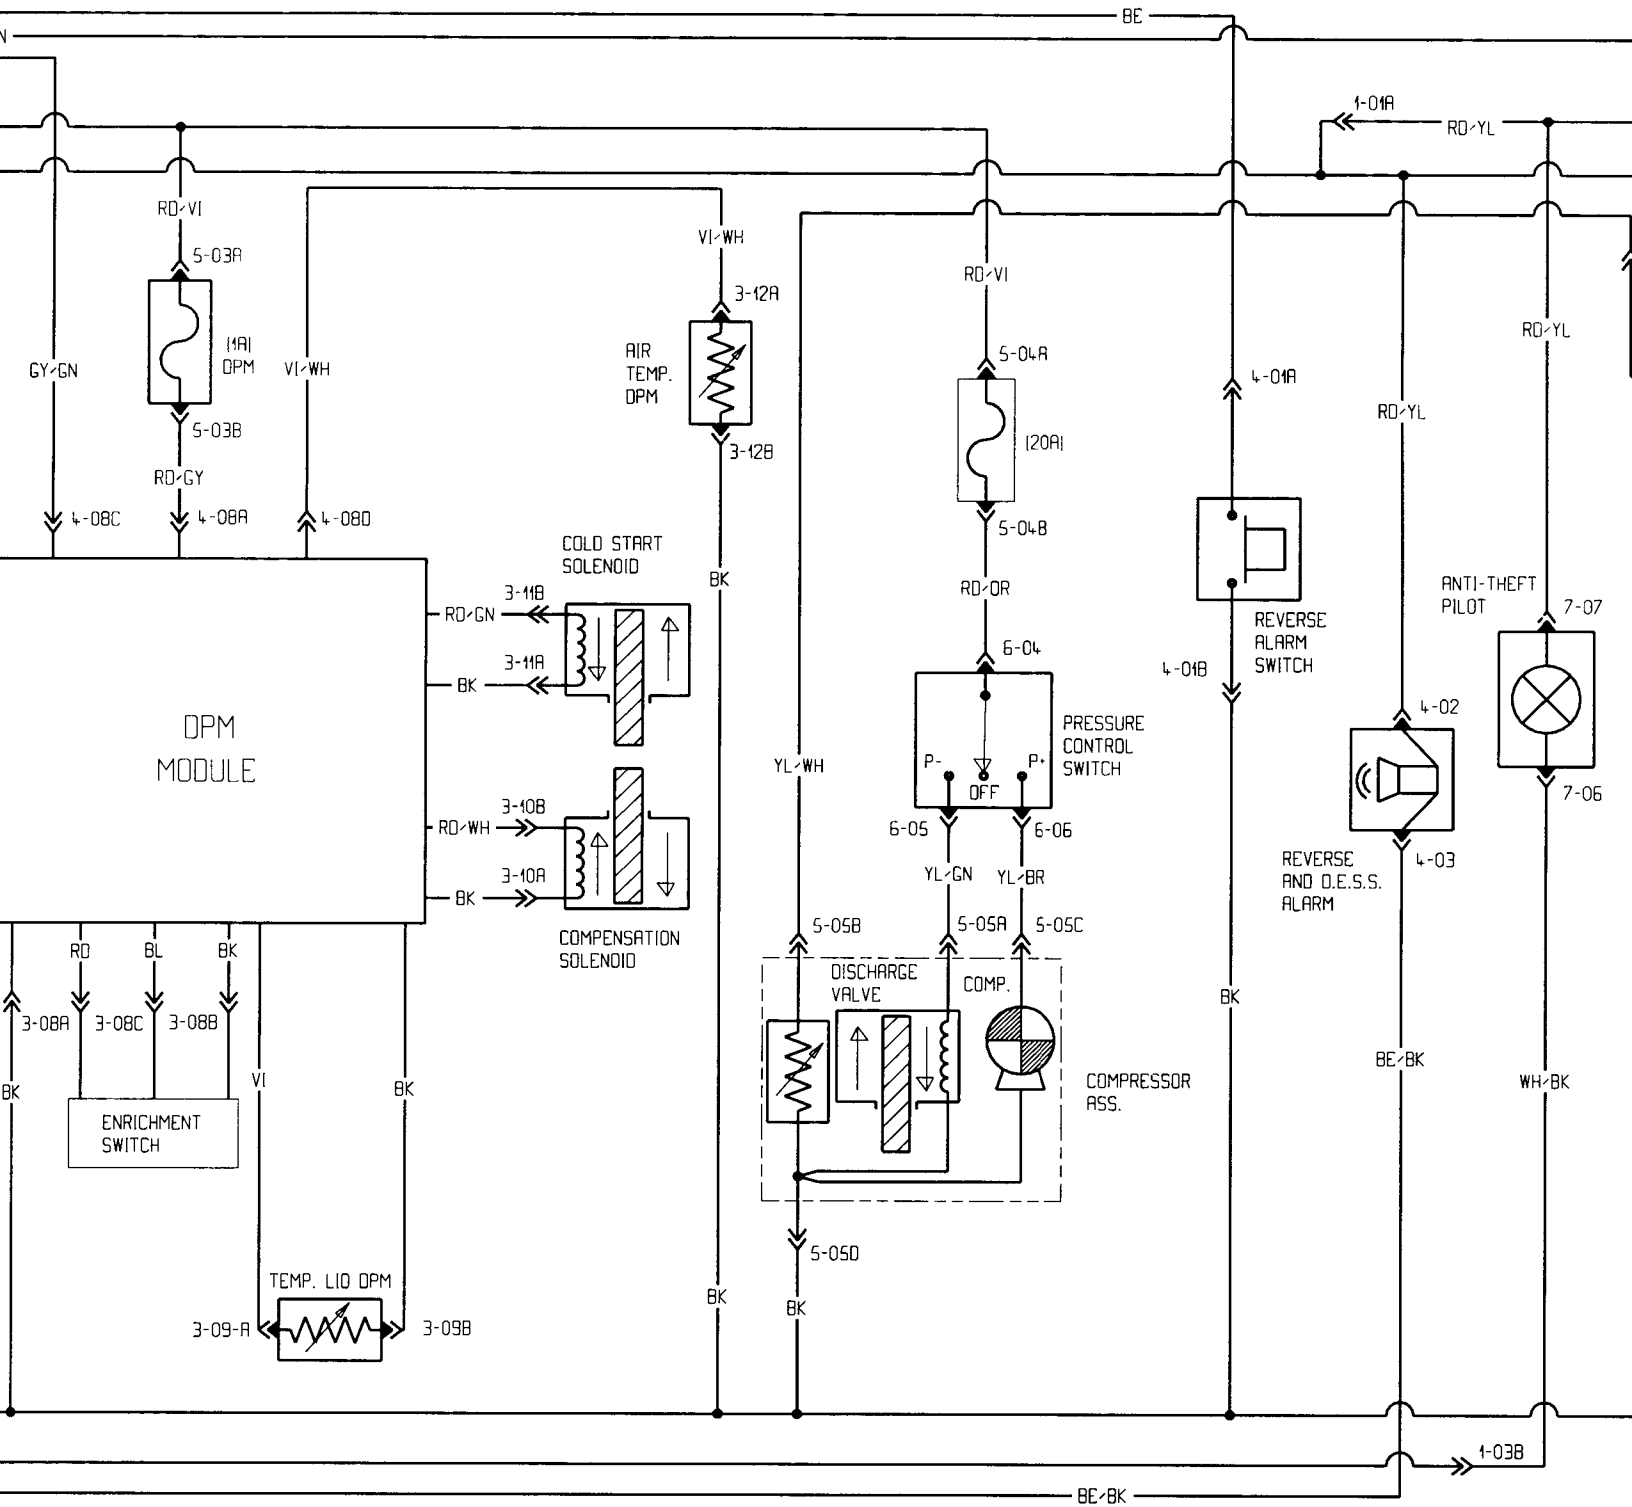 BE
N
1-01A
RD/YL
RD/VI
VI/WH
5-03A
RD/VI
3-12A
RD/YL
(1A)
DPM
AIR
TEMP.
DPM
5-04A
GY/GN
VI/WH
4-01A
RD/YL
5-03B
(20A)
3-12B
RD/GY
4-08C
4-08A
4-08D
5-04B
COLD START
SOLENOID
BK
RD/OR
ANTI-THEFT
PILOT
7-07
3-11B
RD/GN
REVERSE
ALARM
SWITCH
6-04
3-11A
4-01B
BK
4-02
DPM
MODULE
PRESSURE
CONTROL
SWITCH
YL/WH
P-
P+
OFF
7-06
3-10B
RD/WH
6-05
6-06
3-10A
YL/GN
YL/BR
REVERSE
AND D.E.S.S.
ALARM
4-03
BK
5-05B
5-05A
5-05C
COMPENSATION
SOLENOID
RD
BL
BK
DISCHARGE
VALVE
COMP.
BK
3-08A
3-08C
3-08B
BE/BK
BK
VI
BK
COMPRESSOR
ASS.
WH/BK
ENRICHMENT
SWITCH
5-05D
TEMP. LID DPM
BK
BK
3-09-A
3-09B
1-03B
BE/BK